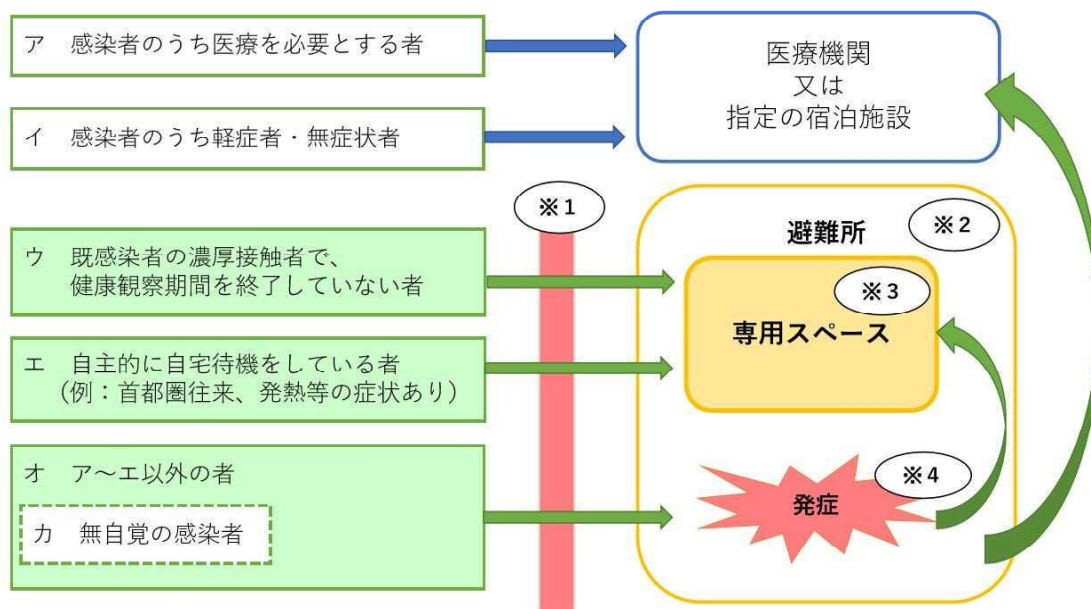 ア 感染者のうち医療を必要とする者
イ 感染者のうち軽症者・無症状者
医療機関
又は
指定の宿泊施設
※1
避難所
※2
ウ 既感染者の濃厚接触者で、
健康観察期間を終了していない者
※3
専用スペース
エ 自主的に自宅待機をしている者
(例：首都圏往来、発熱等の症状あり)
オ ア～エ以外の者
カ 無自覚の感染者
※4
発症